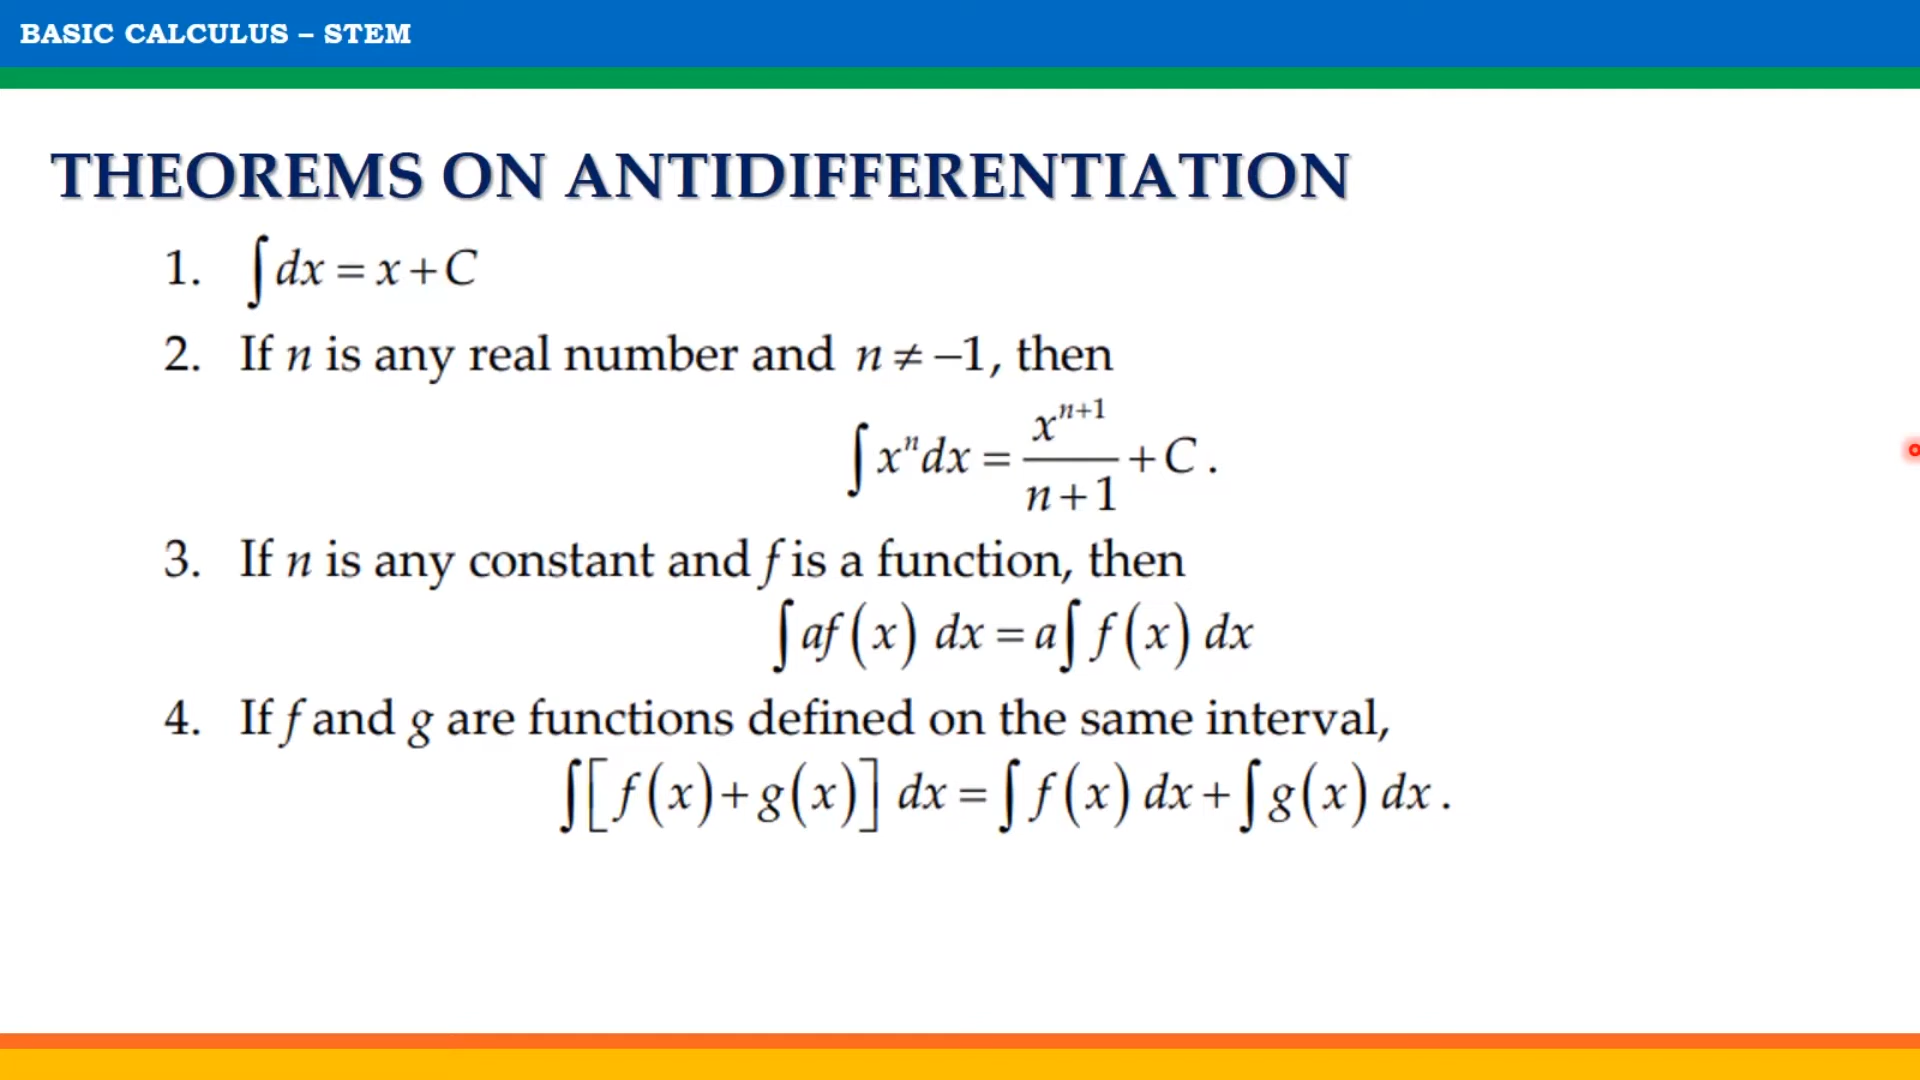 BASIC CALCULUS – STEM
THEOREMS ON ANTIDIFFERENTIATION
1. ∫dx = x + C
2. If n is any real number and n ≠ –1, then
∫xⁿdx = xⁿ⁺¹/n+1 + C.
3. If n is any constant and f is a function, then
∫af(x) dx = a∫f(x) dx
4. If f and g are functions defined on the same interval,
∫[f(x)+g(x)] dx = ∫f(x) dx + ∫g(x) dx.